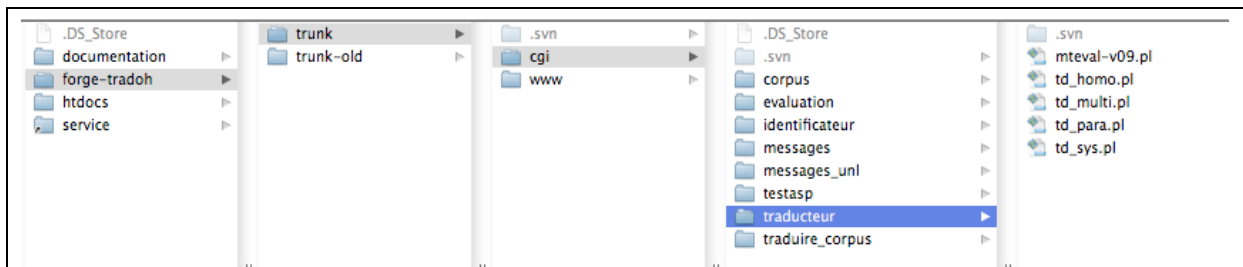 .DS_Store
documentation
forge-tradoh
htdocs
service
trunk
trunk-old
.svn
cgi
www
.DS_Store
.svn
corpus
evaluation
identificateur
messages
messages_unl
testasp
traducteur
traduire_corpus
.svn
mteval-v09.pl
td_homo.pl
td_multi.pl
td_para.pl
td_sys.pl